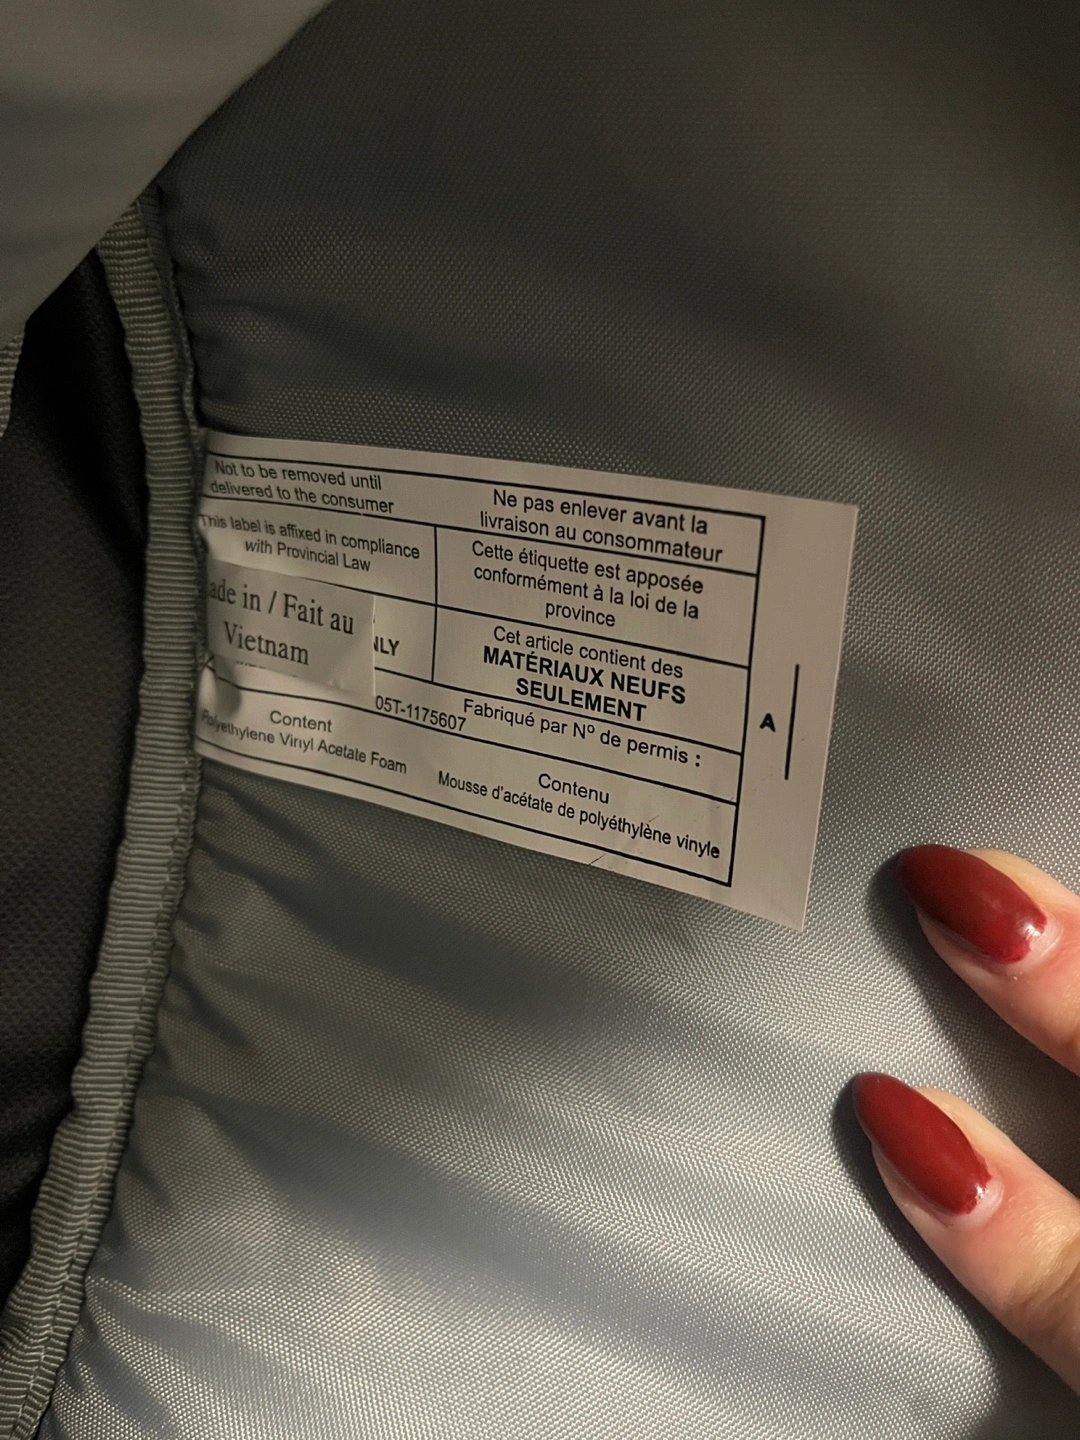 Not to be removed until
delivered to the consumer
Ne pas enlever avant la
livraison au consommateur
This label is affixed in compliance
with Provincial Law
Cette étiquette est apposée
conformément à la loi de la
province
ade in / Fait au
Vietnam
NLY
Cet article contient des
MATÉRIAUX NEUFS
SEULEMENT
05T-1175607
Fabriqué par Nº de permis :
Content
Polyethylene Vinyl Acetate Foam
Contenu
Mousse d'acétate de polyéthylène vinyle
A